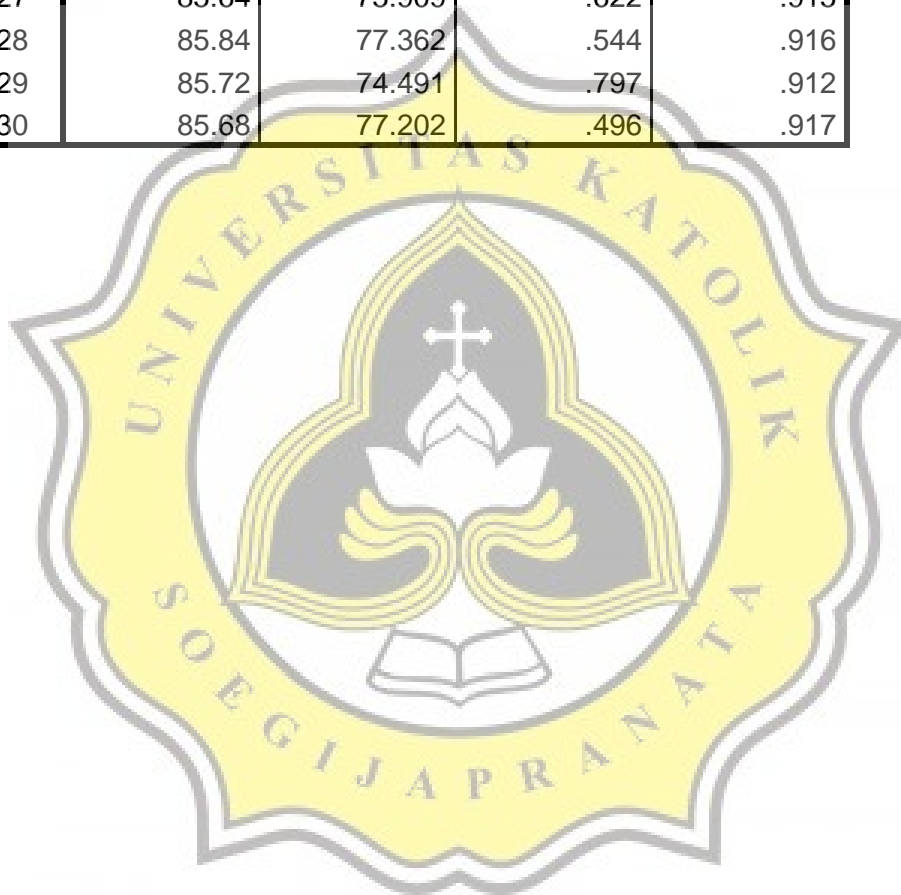 28 85.84 77.362 .544 .916
29 85.72 74.491 .797 .912
30 85.68 77.202 .496 .917
UNIVERSITAS KATOLIK
SOEGIJAPRANATA